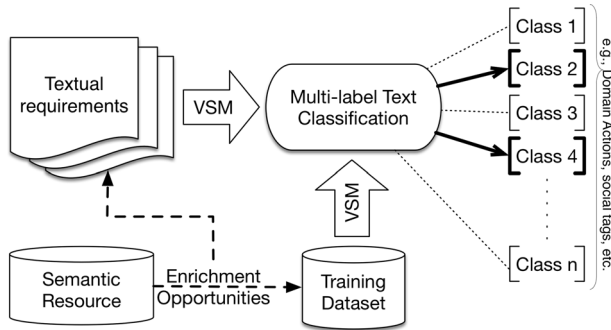 Textual
requirements
VSM
Multi-label Text
Classification
Class 1
Class 2
Class 3
Class 4
Class n
e.g., Domain Actions, social tags, etc.
VSM
Semantic
Resource
Enrichment
Opportunities
Training
Dataset